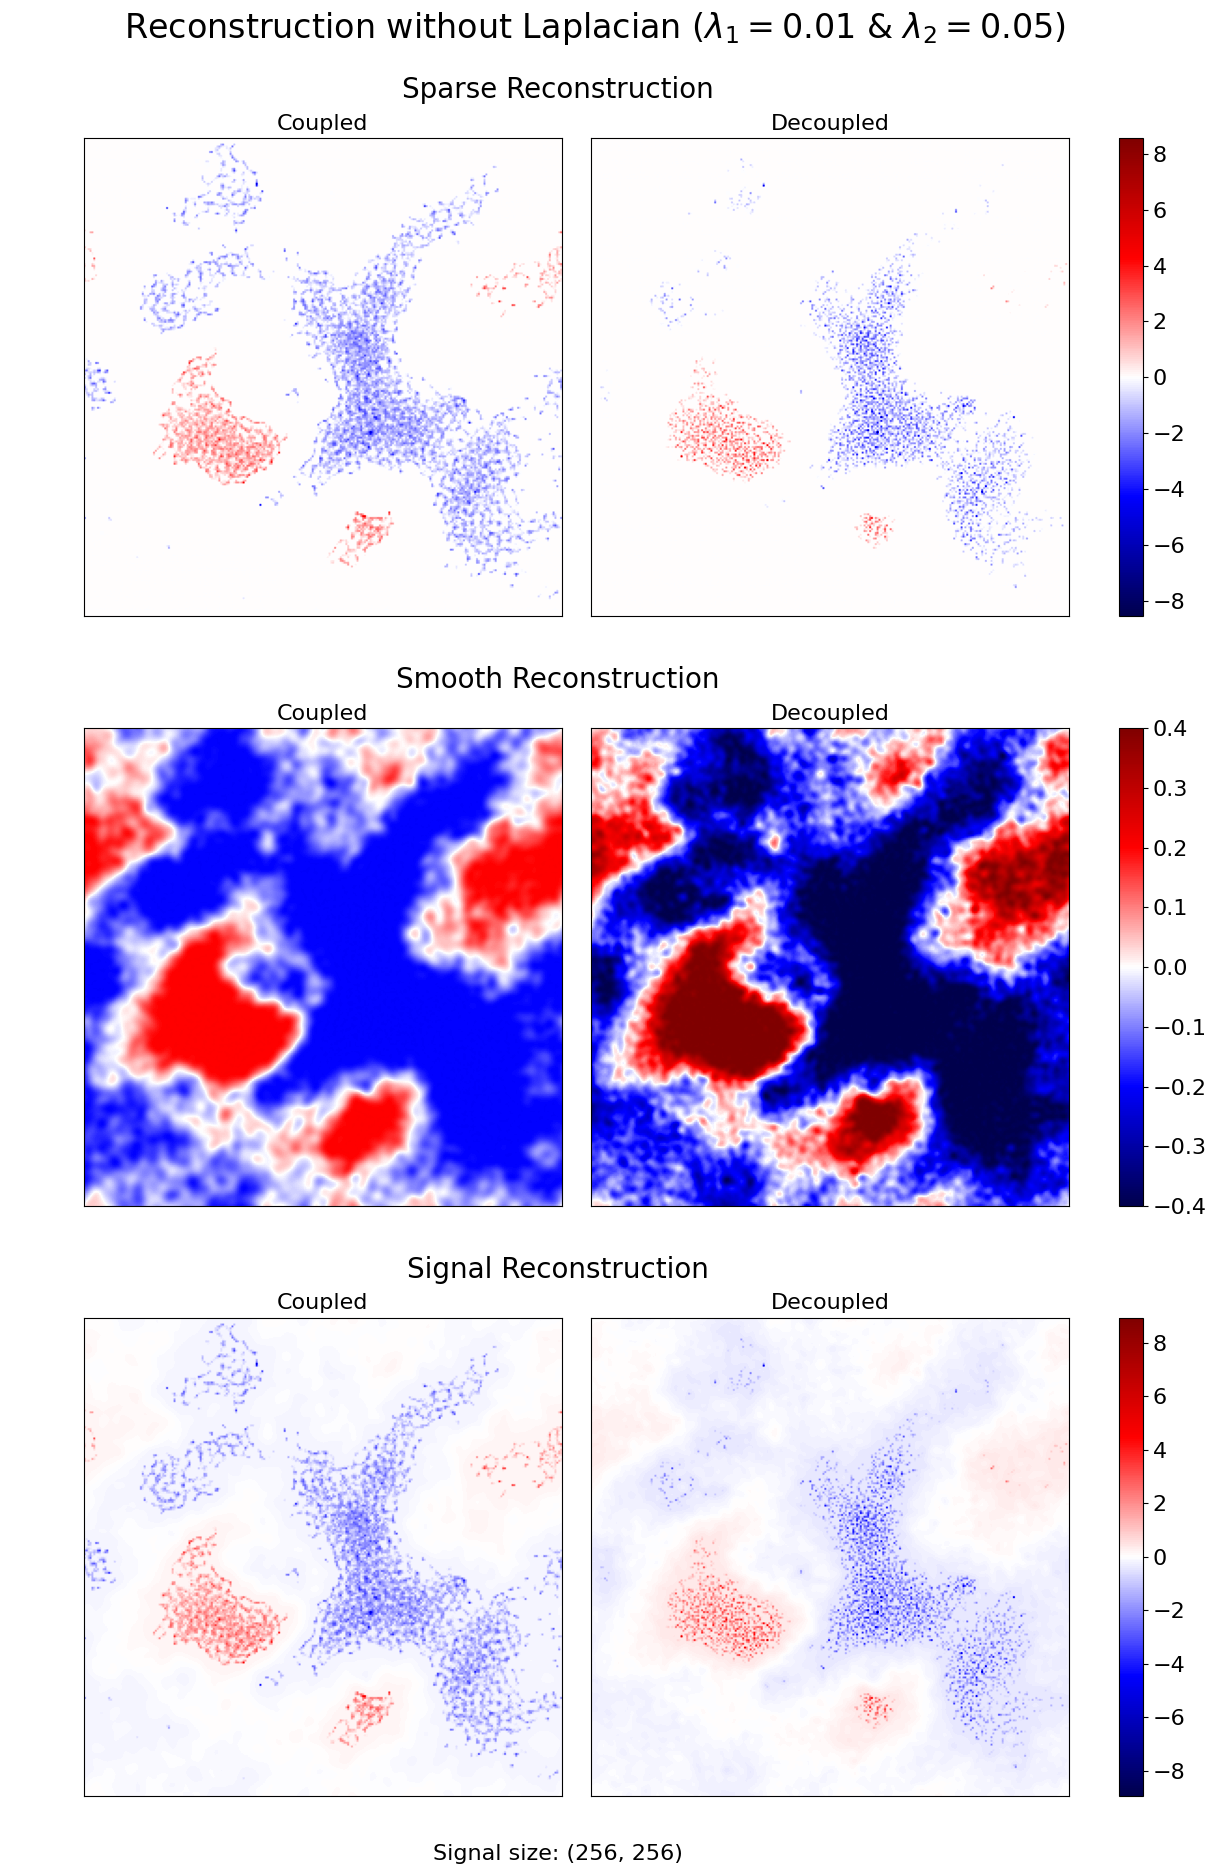 Reconstruction without Laplacian (λ₁ = 0.01 & λ₂ = 0.05)
Sparse Reconstruction
Coupled
Decoupled
8
6
4
2
0
−2
−4
−6
−8
Smooth Reconstruction
Coupled
Decoupled
0.4
0.3
0.2
0.1
0.0
−0.1
−0.2
−0.3
−0.4
Signal Reconstruction
Coupled
Decoupled
8
6
4
2
0
−2
−4
−6
−8
Signal size: (256, 256)